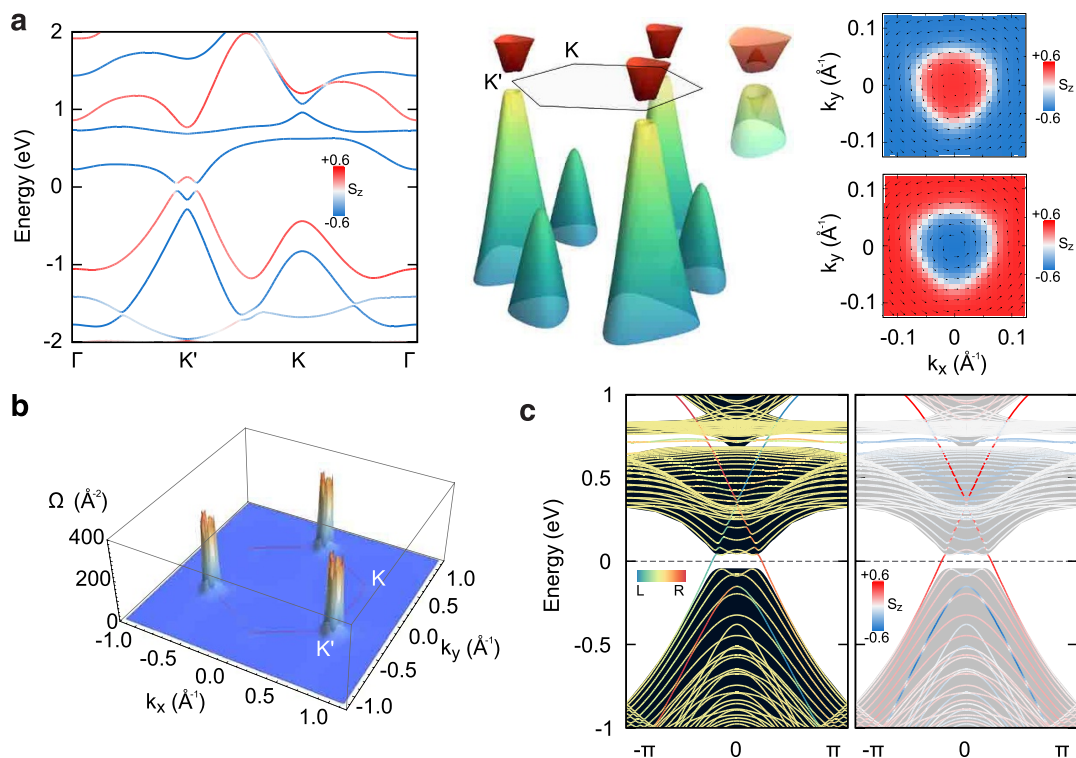 a
2
1
0
-1
-2
Energy (eV)
+0.6
Sz
-0.6
Γ
K'
K
Γ
K
K'
ky (Å-1)
0.1
0
-0.1
+0.6
Sz
-0.6
ky (Å-1)
0.1
0
-0.1
+0.6
Sz
-0.6
-0.1
0
0.1
kx (Å-1)
b
Ω (Å-2)
400
200
0
-1.0
-0.5
0.0
0.5
1.0
kx (Å-1)
K
K'
1.0
0.5
0.0
-0.5
-1.0
ky (Å-1)
c
1
0.5
0
-0.5
-1
Energy (eV)
L
R
+0.6
Sz
-0.6
-π
0
π
-π
0
π